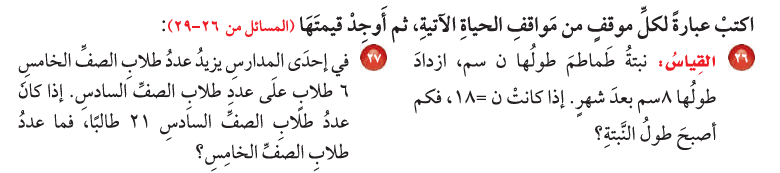 اكتبْ عبارةً لكلِّ موقفٍ من مَواقفِ الحياةِ الآتيةِ، ثم أَوجِدْ قيمتَهَا (المسائل من ٢٦-٢٩):
٢٦ القِياسُ: نبتةُ طَماطمَ طولُها ن سم، ازدادَ
طولُها ٨سم بعدَ شهرٍ. إذا كانتْ ن =١٨، فكم
أصبحَ طولُ النَّبتةِ؟
٢٧ في إحدَى المدارسِ يزيدُ عددُ طلابِ الصفِّ الخامسِ
٦ طلابٍ علَى عددِ طلابِ الصفِّ السادسِ. إذا كانَ
عددُ طلابِ الصفِّ السادسِ ٢١ طالبًا، فما عددُ
طلابِ الصفِّ الخامِسِ؟